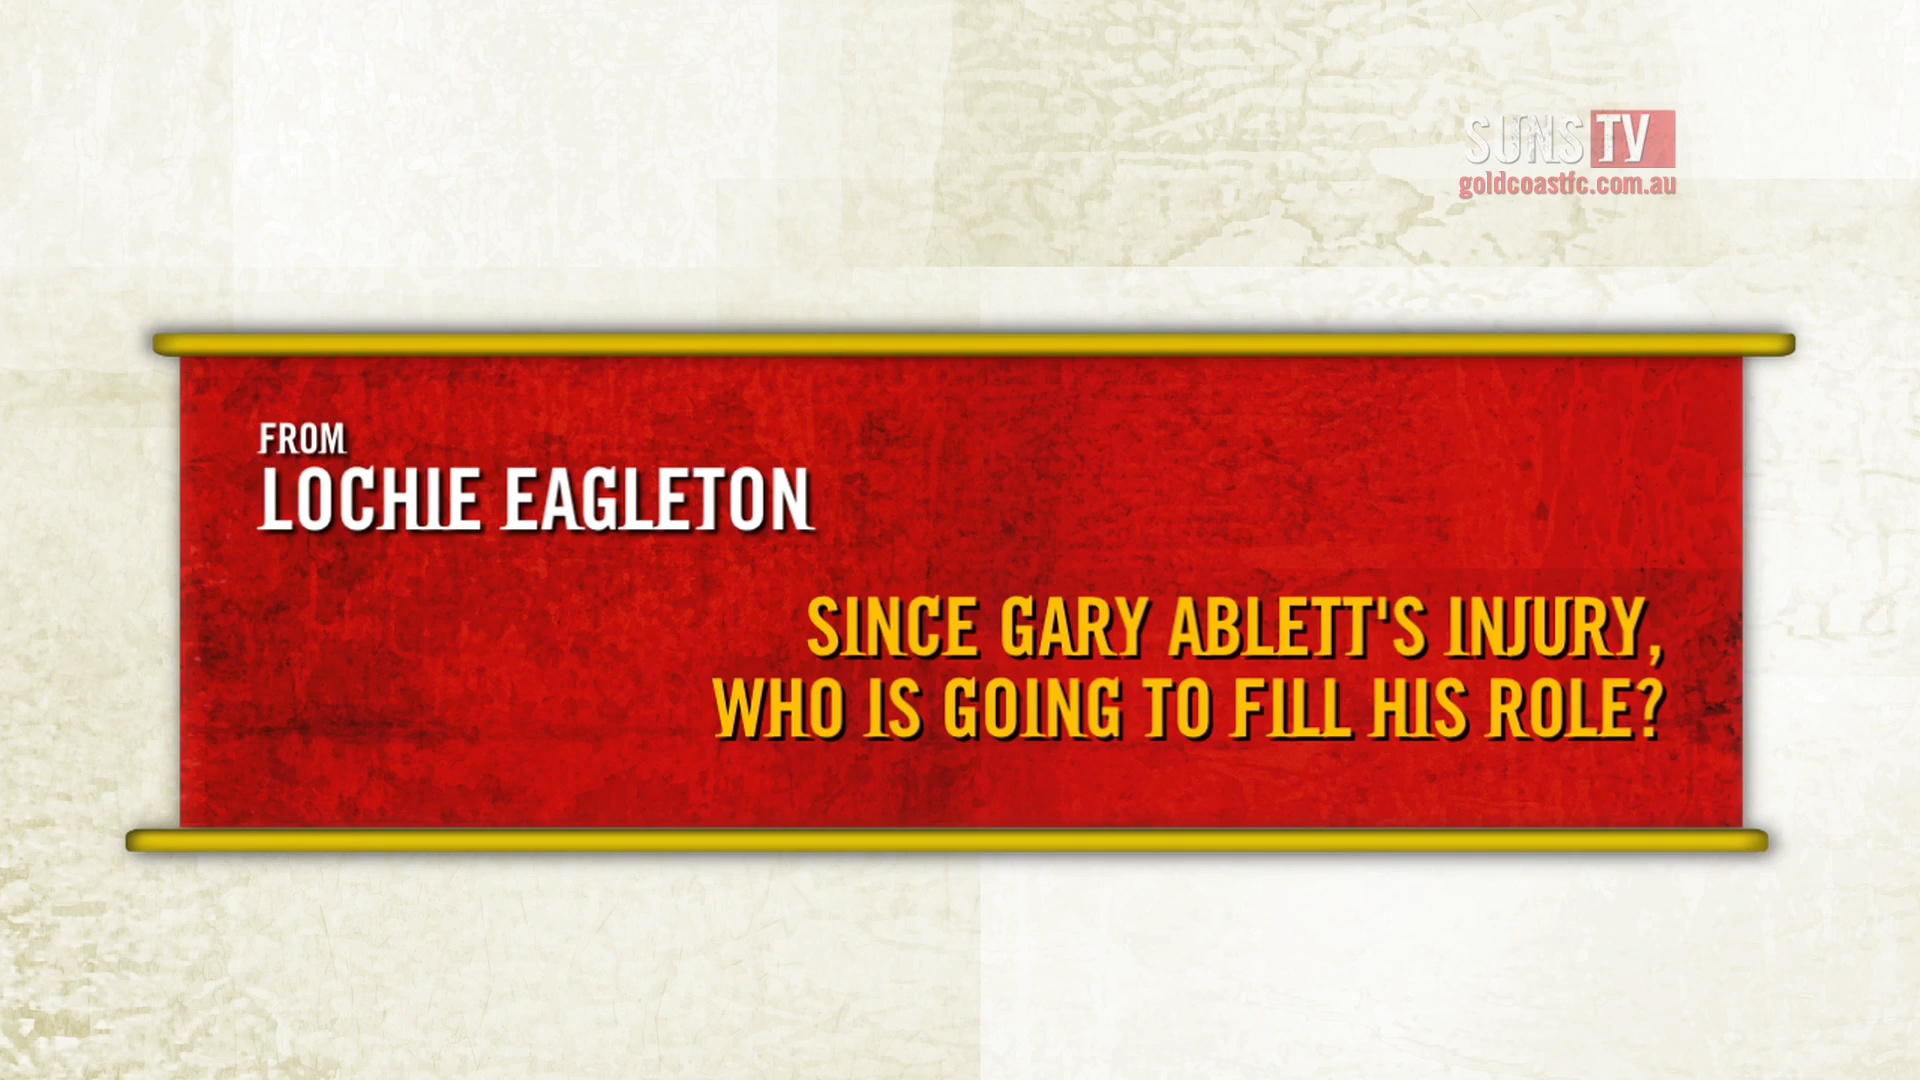 SUNS TV
goldcoastfc.com.au
FROM
LOCHIE EAGLETON
SINCE GARY ABLETT'S INJURY,
WHO IS GOING TO FILL HIS ROLE?